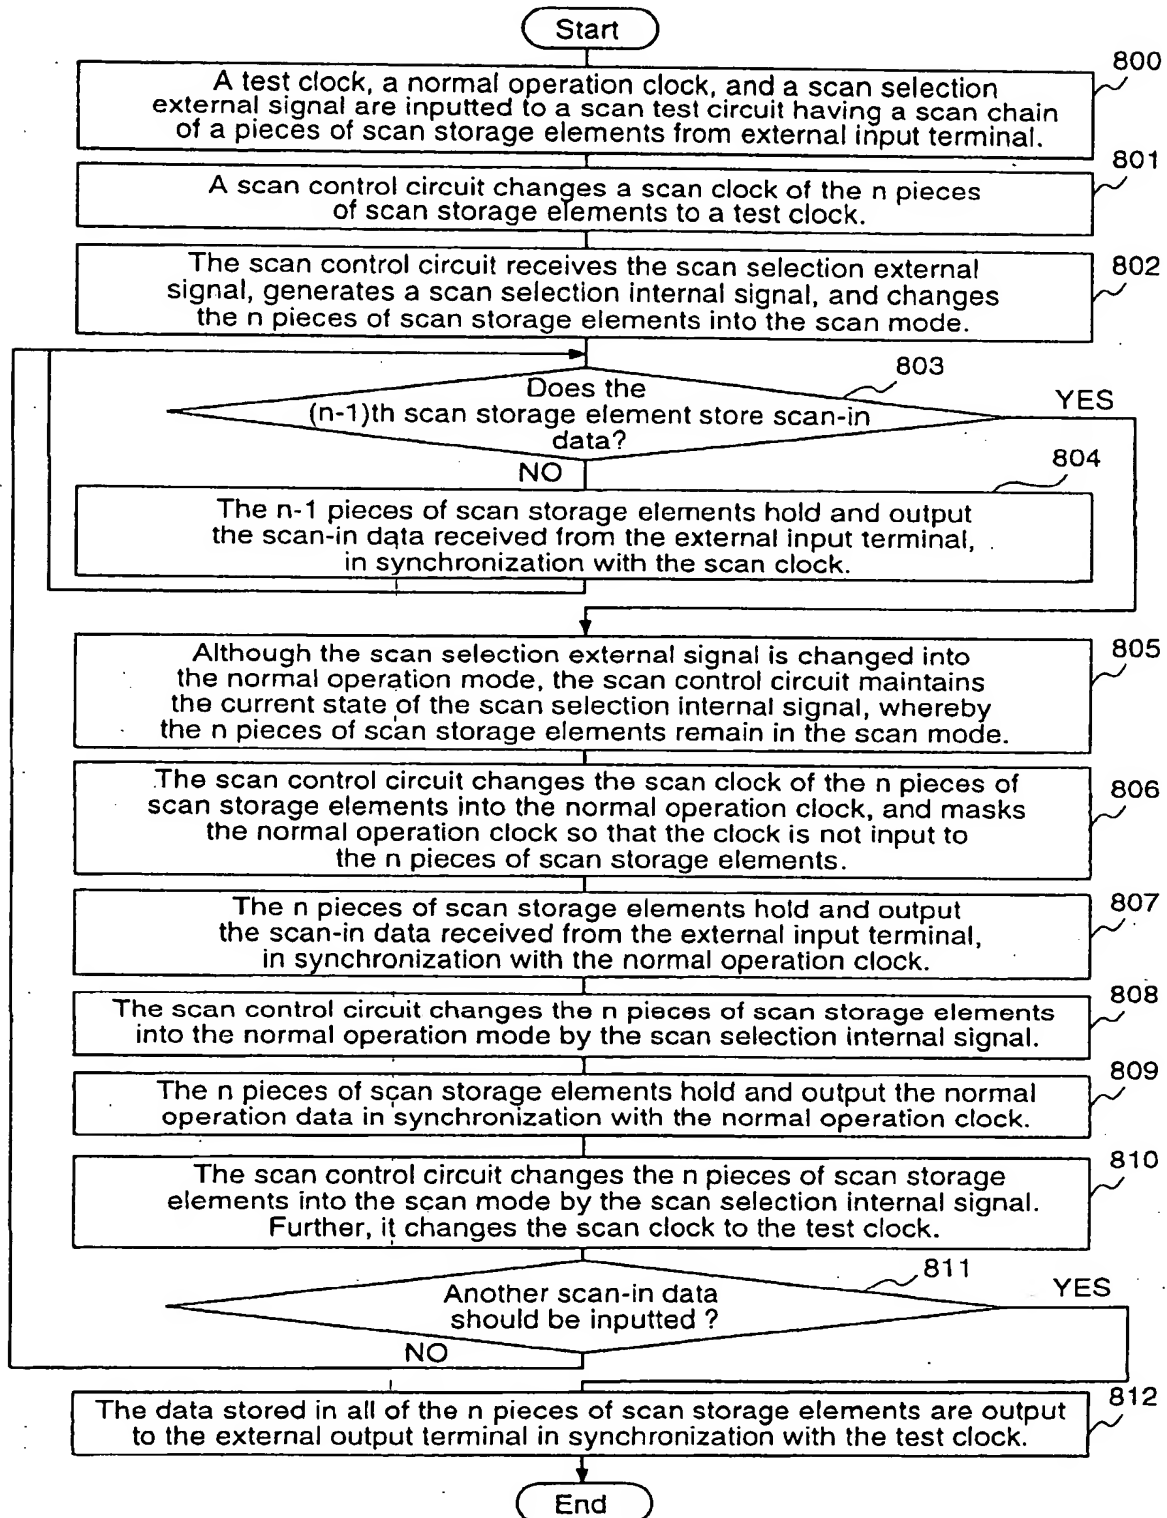 Start
800
A test clock, a normal operation clock, and a scan selection
external signal are inputted to a scan test circuit having a scan chain
of a pieces of scan storage elements from external input terminal.
801
A scan control circuit changes a scan clock of the n pieces
of scan storage elements to a test clock.
802
The scan control circuit receives the scan selection external
signal, generates a scan selection internal signal, and changes
the n pieces of scan storage elements into the scan mode.
803
Does the
(n-1)th scan storage element store scan-in
data?
YES
NO
804
The n-1 pieces of scan storage elements hold and output
the scan-in data received from the external input terminal,
in synchronization with the scan clock.
805
Although the scan selection external signal is changed into
the normal operation mode, the scan control circuit maintains
the current state of the scan selection internal signal, whereby
the n pieces of scan storage elements remain in the scan mode.
806
The scan control circuit changes the scan clock of the n pieces of
scan storage elements into the normal operation clock, and masks
the normal operation clock so that the clock is not input to
the n pieces of scan storage elements.
807
The n pieces of scan storage elements hold and output
the scan-in data received from the external input terminal,
in synchronization with the normal operation clock.
808
The scan control circuit changes the n pieces of scan storage elements
into the normal operation mode by the scan selection internal signal.
809
The n pieces of scan storage elements hold and output the normal
operation data in synchronization with the normal operation clock.
810
The scan control circuit changes the n pieces of scan storage
elements into the scan mode by the scan selection internal signal.
Further, it changes the scan clock to the test clock.
811
Another scan-in data
should be inputted ?
YES
NO
812
The data stored in all of the n pieces of scan storage elements are output
to the external output terminal in synchronization with the test clock.
End